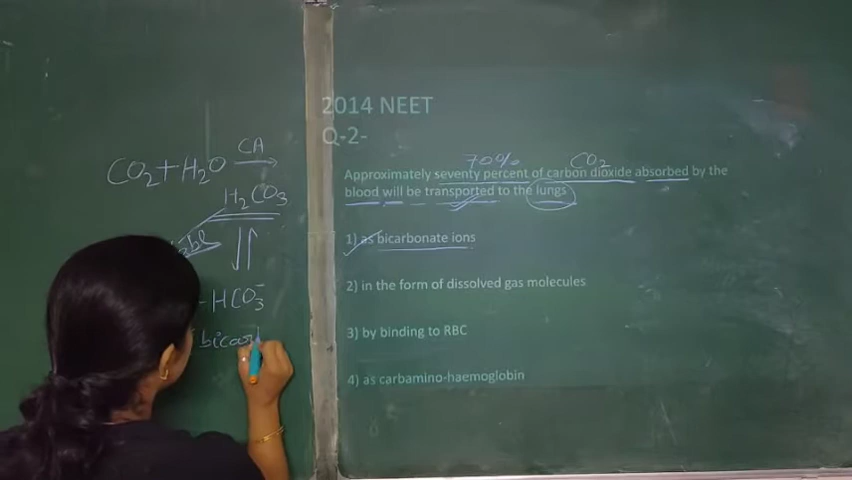 CO2 + H2O CA →
H2CO3
HCO3-
bicarb
2014 NEET
Q-2-
70% CO2
Approximately seventy percent of carbon dioxide absorbed by the
blood will be transported to the lungs
1) as bicarbonate ions
2) in the form of dissolved gas molecules
3) by binding to RBC
4) as carbamino-haemoglobin